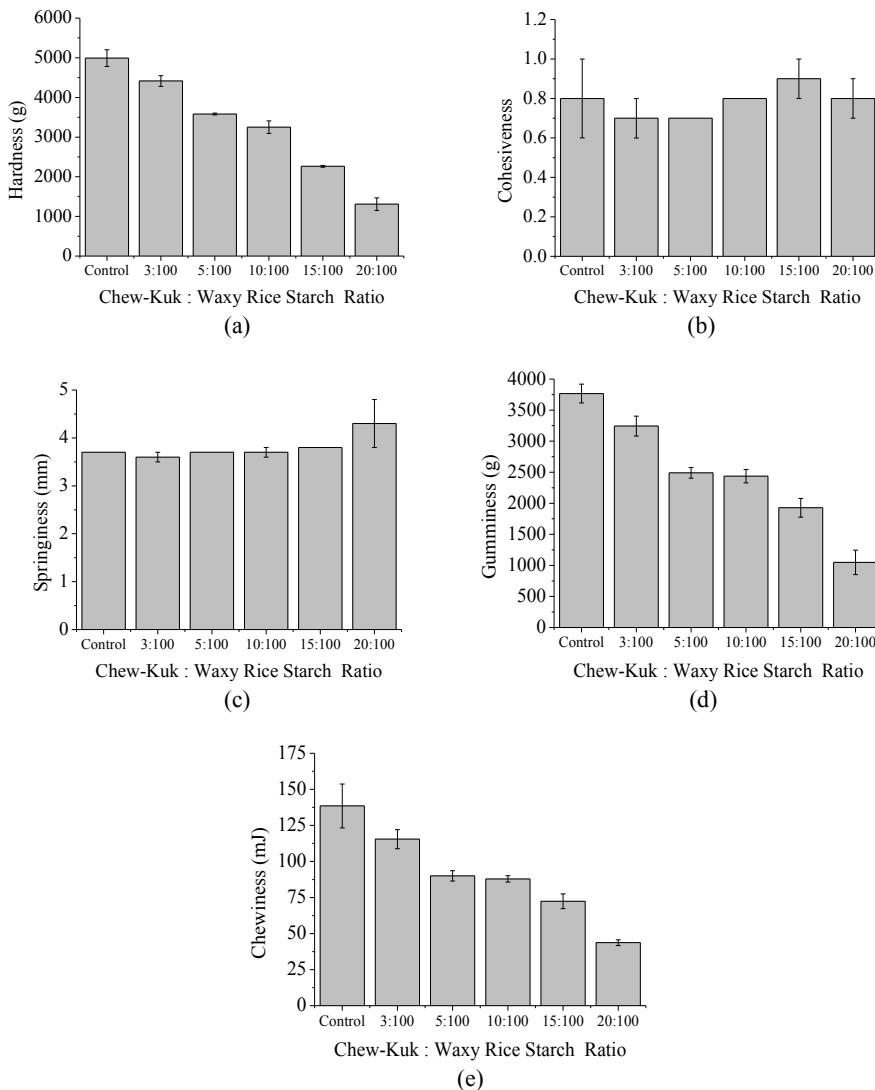 6000
5000
4000
3000
2000
1000
0
Hardness (g)
Control 3:100 5:100 10:100 15:100 20:100
Chew-Kuk : Waxy Rice Starch Ratio
(a)
1.2
1.0
0.8
0.6
0.4
0.2
0.0
Cohesiveness
Control 3:100 5:100 10:100 15:100 20:100
Chew-Kuk : Waxy Rice Starch Ratio
(b)
5
4
3
2
1
0
Springiness (mm)
Control 3:100 5:100 10:100 15:100 20:100
Chew-Kuk : Waxy Rice Starch Ratio
(c)
4000
3500
3000
2500
2000
1500
1000
500
0
Gumminess (g)
Control 3:100 5:100 10:100 15:100 20:100
Chew-Kuk : Waxy Rice Starch Ratio
(d)
175
150
125
100
75
50
25
0
Chewiness (mJ)
Control 3:100 5:100 10:100 15:100 20:100
Chew-Kuk : Waxy Rice Starch Ratio
(e)